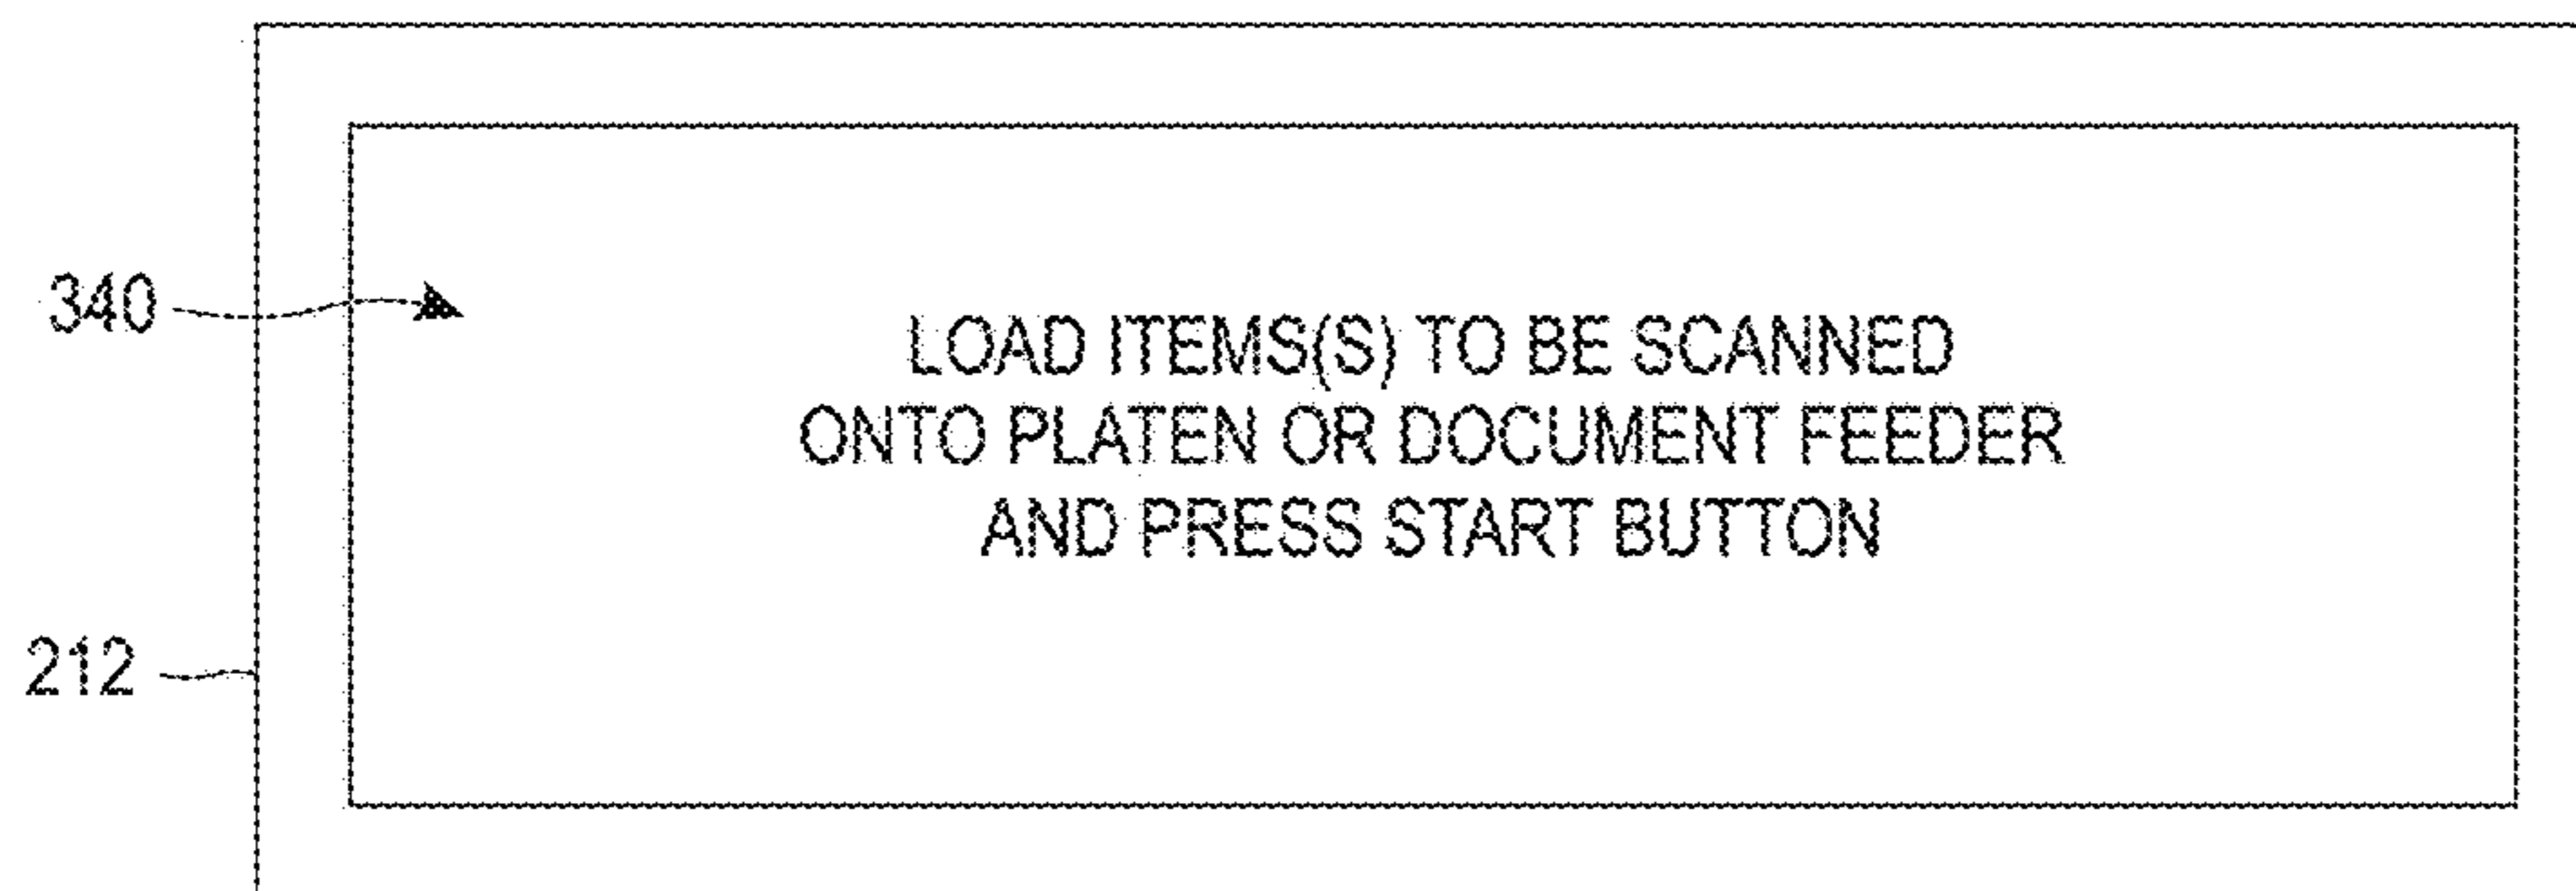 340
LOAD ITEMS(S) TO BE SCANNED
ONTO PLATEN OR DOCUMENT FEEDER
AND PRESS START BUTTON
212